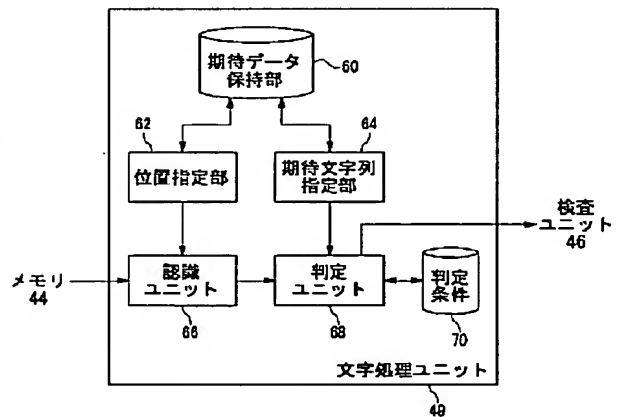 期待データ
保持部
60
62
64
位置指定部
期待文字列
指定部
検査
ユニット
46
メモリ
44
認識
ユニット
判定
ユニット
判定
条件
66
68
70
文字処理ユニット
49